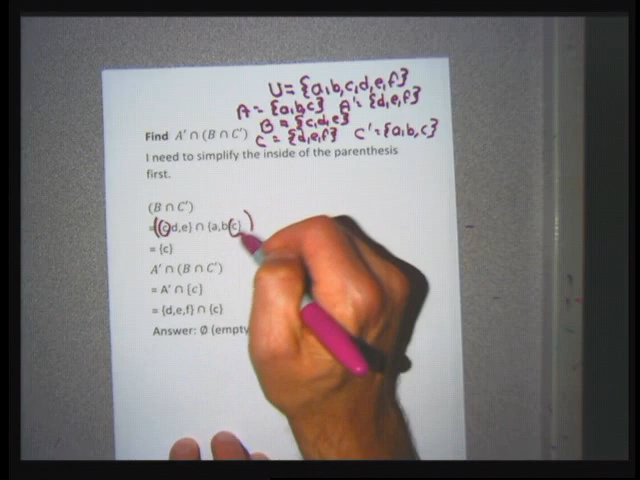 U = {a,b,c,d,e,f}
A = {a,b,c} A' = {d,e,f}
B = {c,d,e}
Find A′ ∩ (B ∩ C′) C = {d,e,f} C' = {a,b,c}
I need to simplify the inside of the parenthesis
first.
(B ∩ C′)
= {c,d,e} ∩ {a,b,c}
= {c}
A′ ∩ (B ∩ C′)
= A′ ∩ {c}
= {d,e,f} ∩ {c}
Answer: Ø (empty